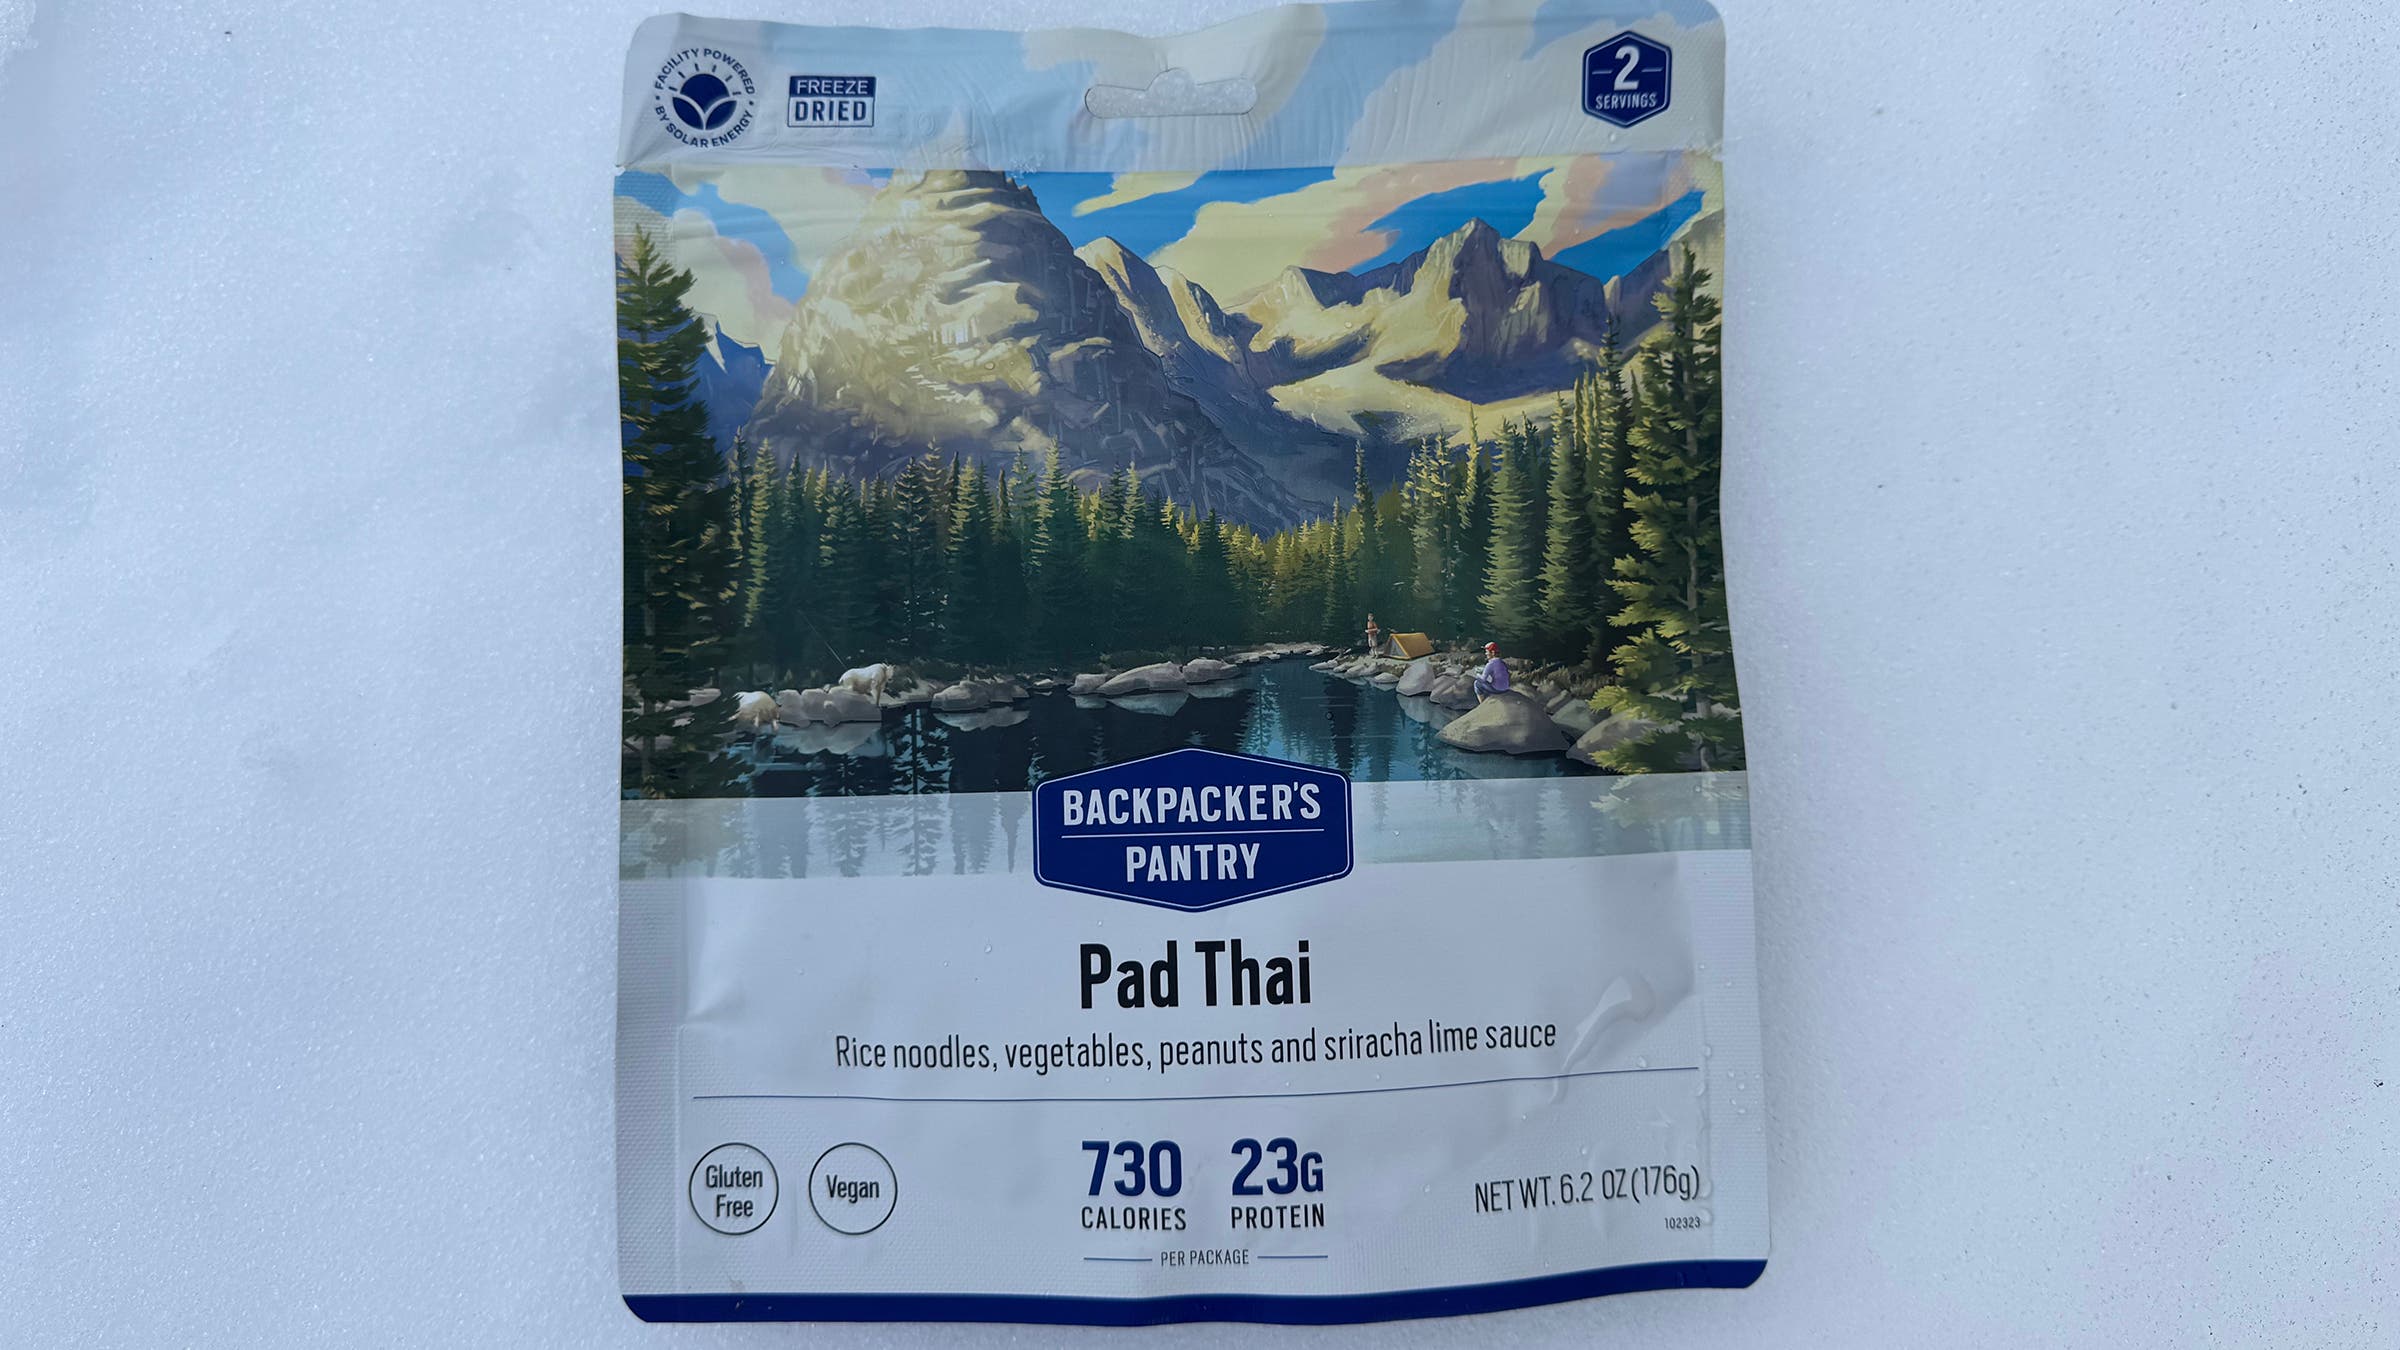 FACILITY POWERED
BY SOLAR ENERGY
FREEZE
DRIED
2
SERVINGS
BACKPACKER'S
PANTRY
Pad Thai
Rice noodles, vegetables, peanuts and sriracha lime sauce
Gluten
Free
Vegan
730
CALORIES
23G
PROTEIN
PER PACKAGE
NET WT. 6.2 OZ (176g)
102323